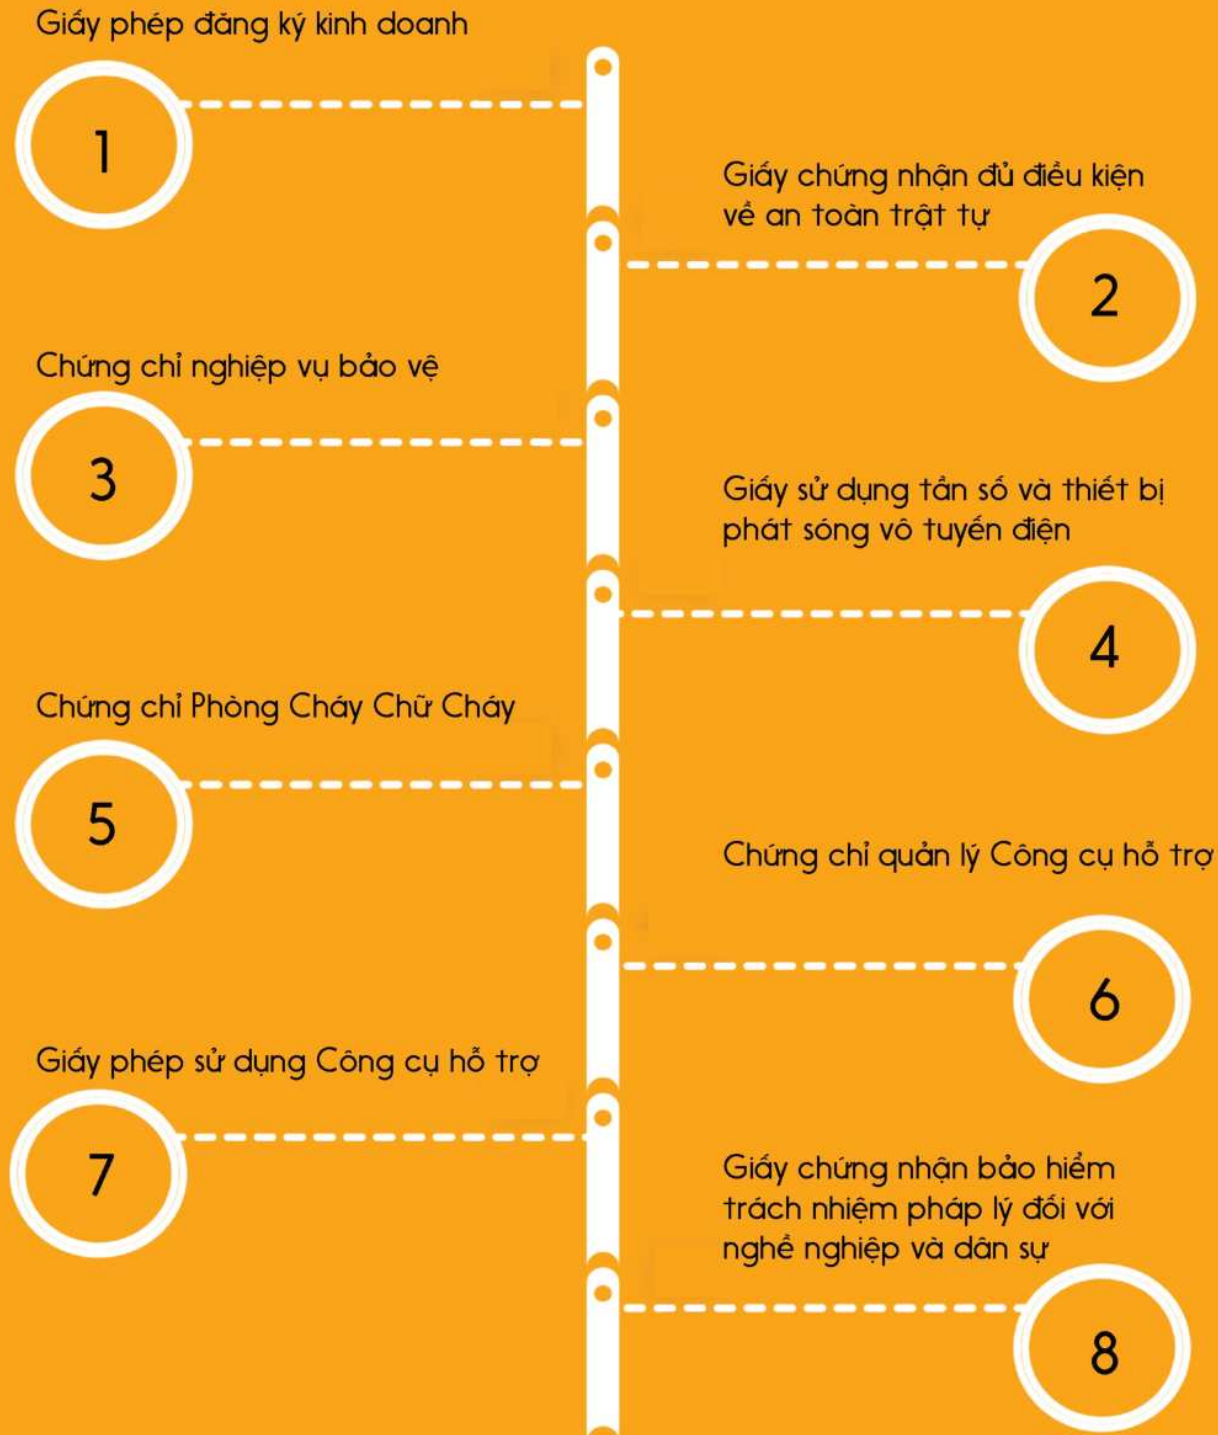 Giấy phép đăng ký kinh doanh
1
Giấy chứng nhận đủ điều kiện
về an toàn trật tự
2
Chứng chỉ nghiệp vụ bảo vệ
3
Giấy sử dụng tần số và thiết bị
phát sóng vô tuyến điện
4
Chứng chỉ Phòng Cháy Chữ Cháy
5
Chứng chỉ quản lý Công cụ hỗ trợ
6
Giấy phép sử dụng Công cụ hỗ trợ
7
Giấy chứng nhận bảo hiểm
trách nhiệm pháp lý đối với
nghề nghiệp và dân sự
8